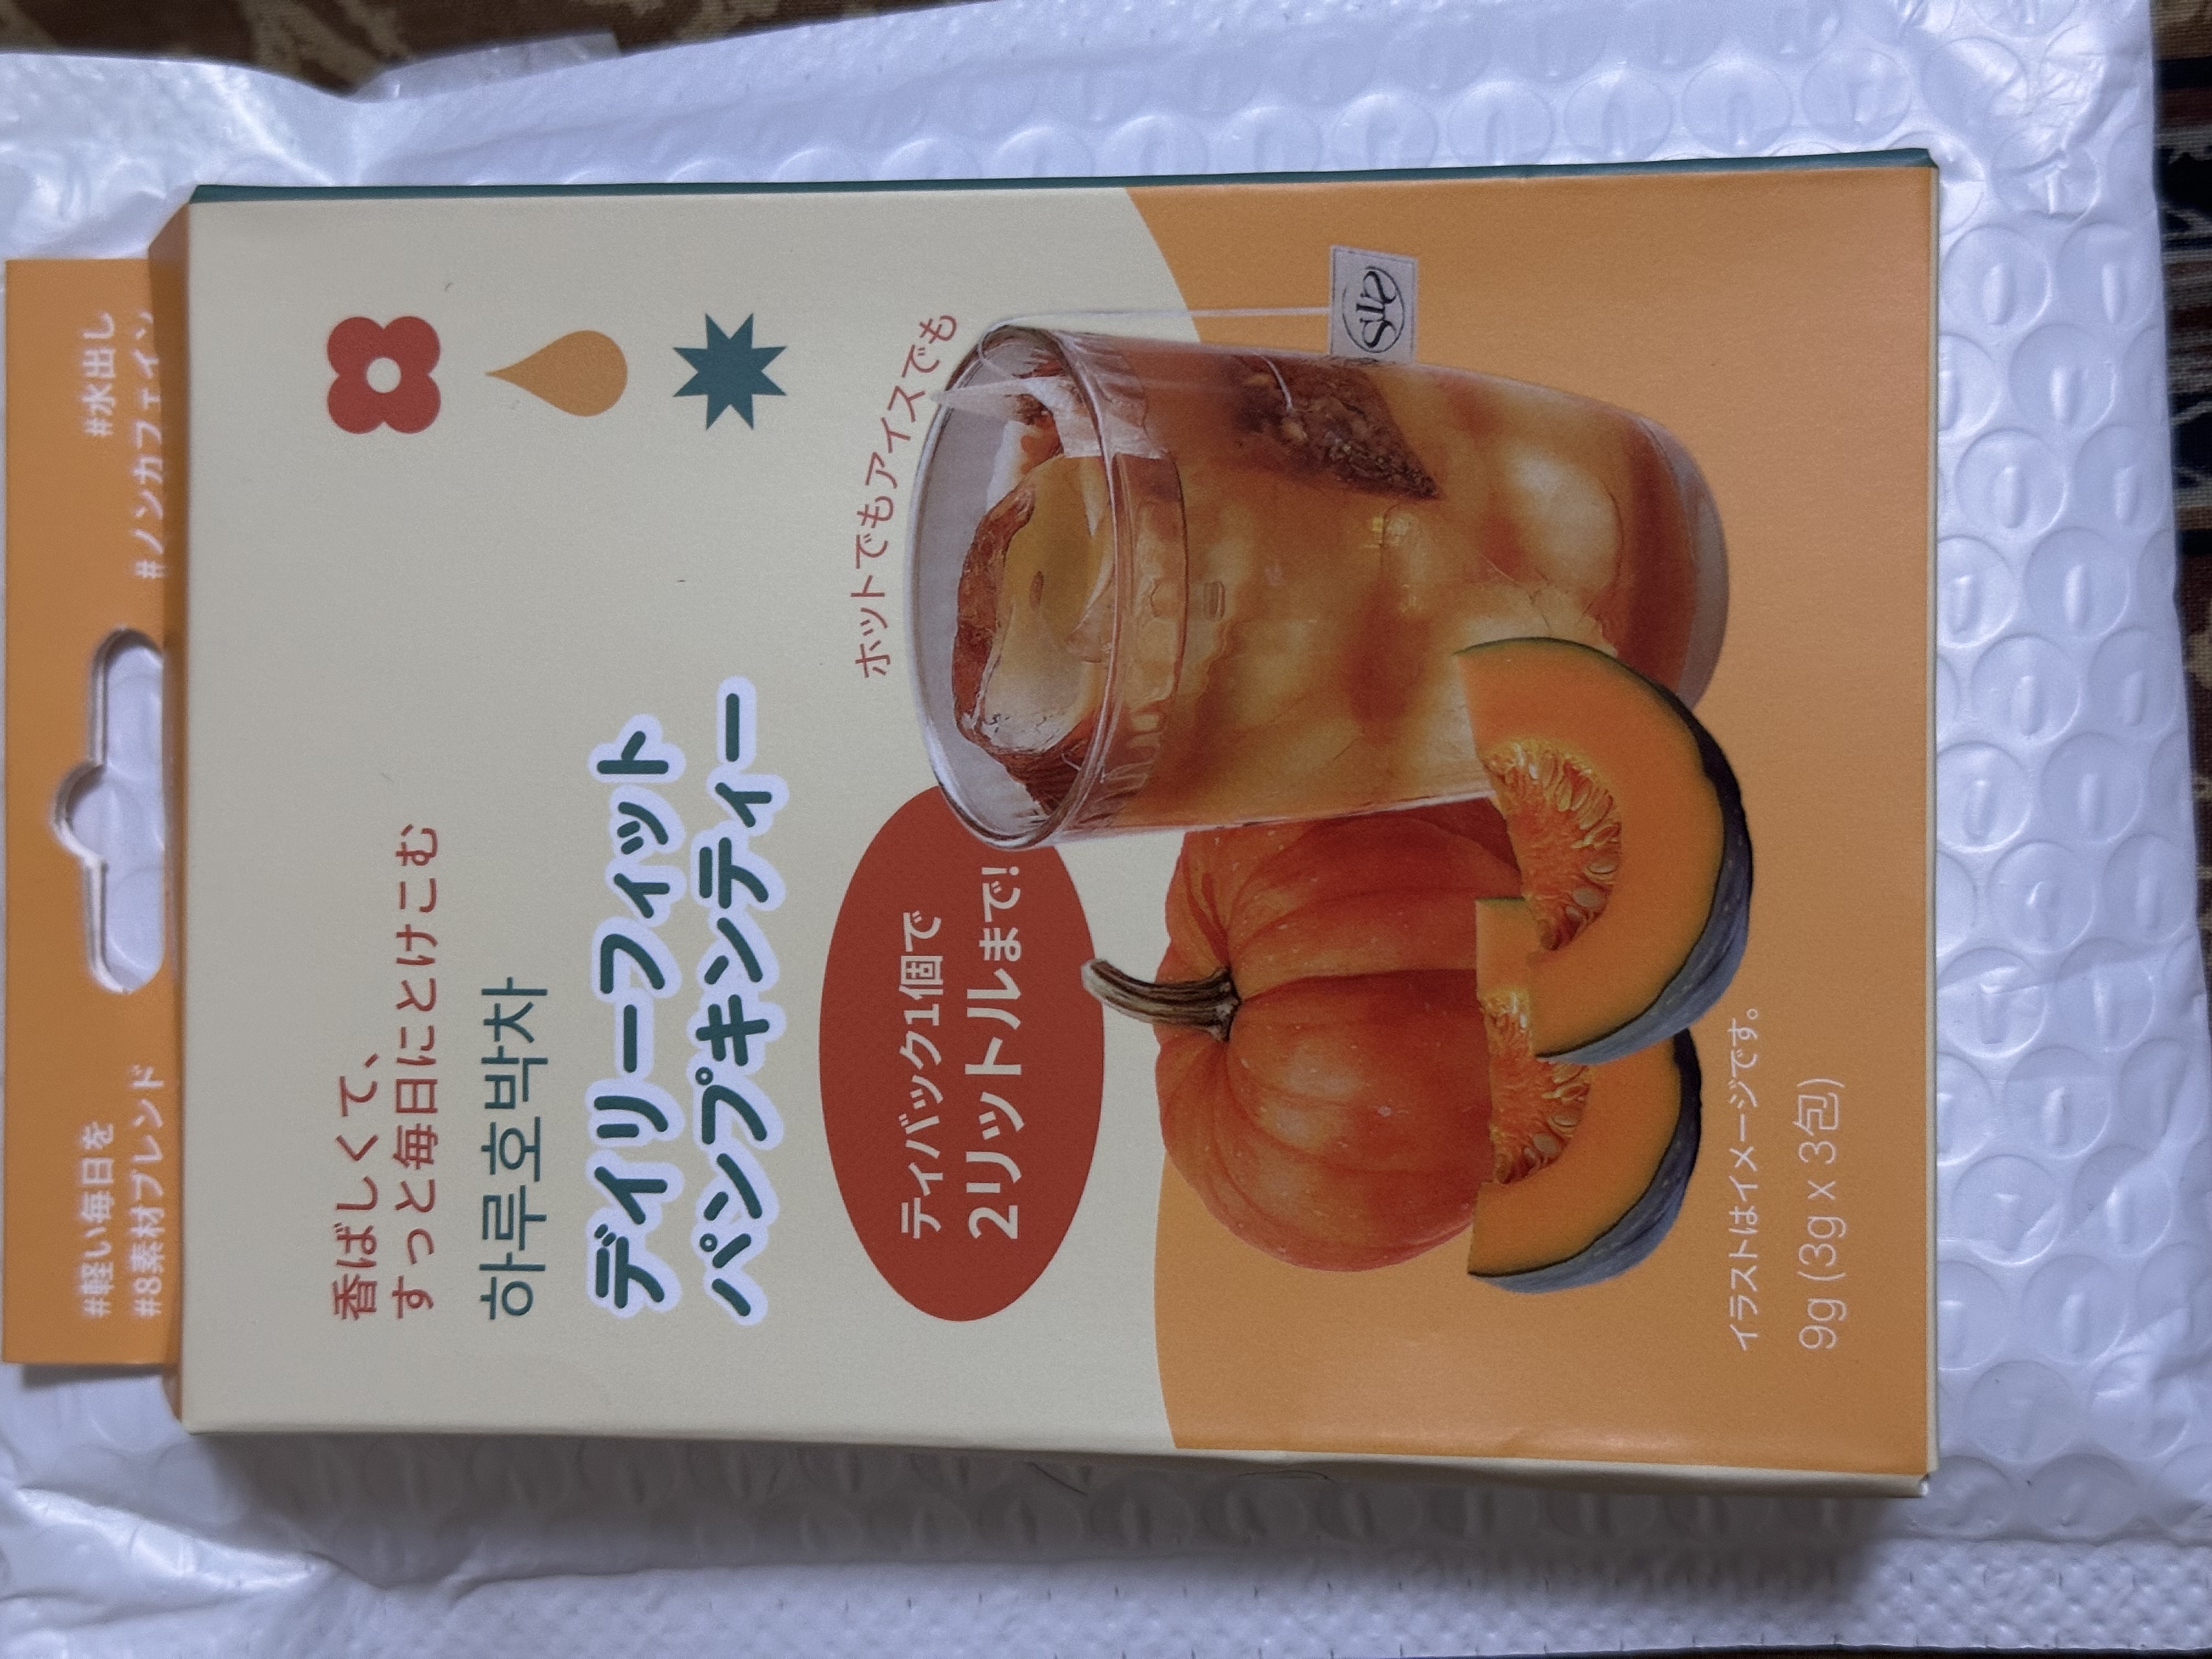 #軽い毎日を
#水出し
#8素材ブレンド
#ノンカフェイン
香ばしくて、
すっと毎日にとけこむ
하루호박차
デイリーフィット
パンプキンティー
ホットでもアイスでも
ティバック1個で
2リットルまで!
イラストはイメージです。
9g (3g x 3包)